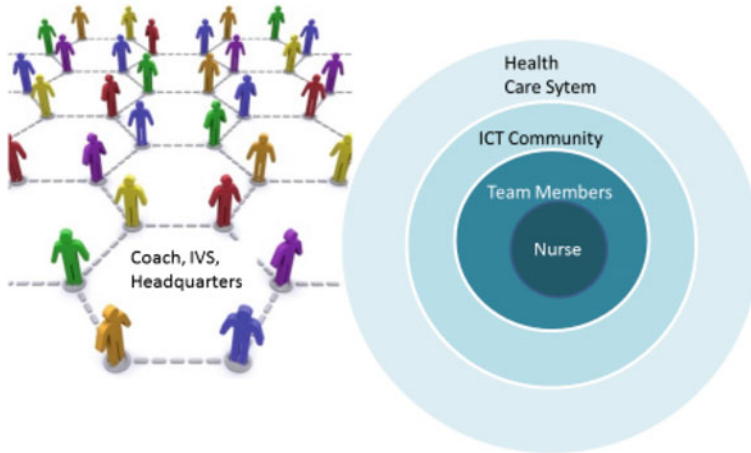 Coach, IVS,
Headquarters
Health
Care Sytem
ICT Community
Team Members
Nurse